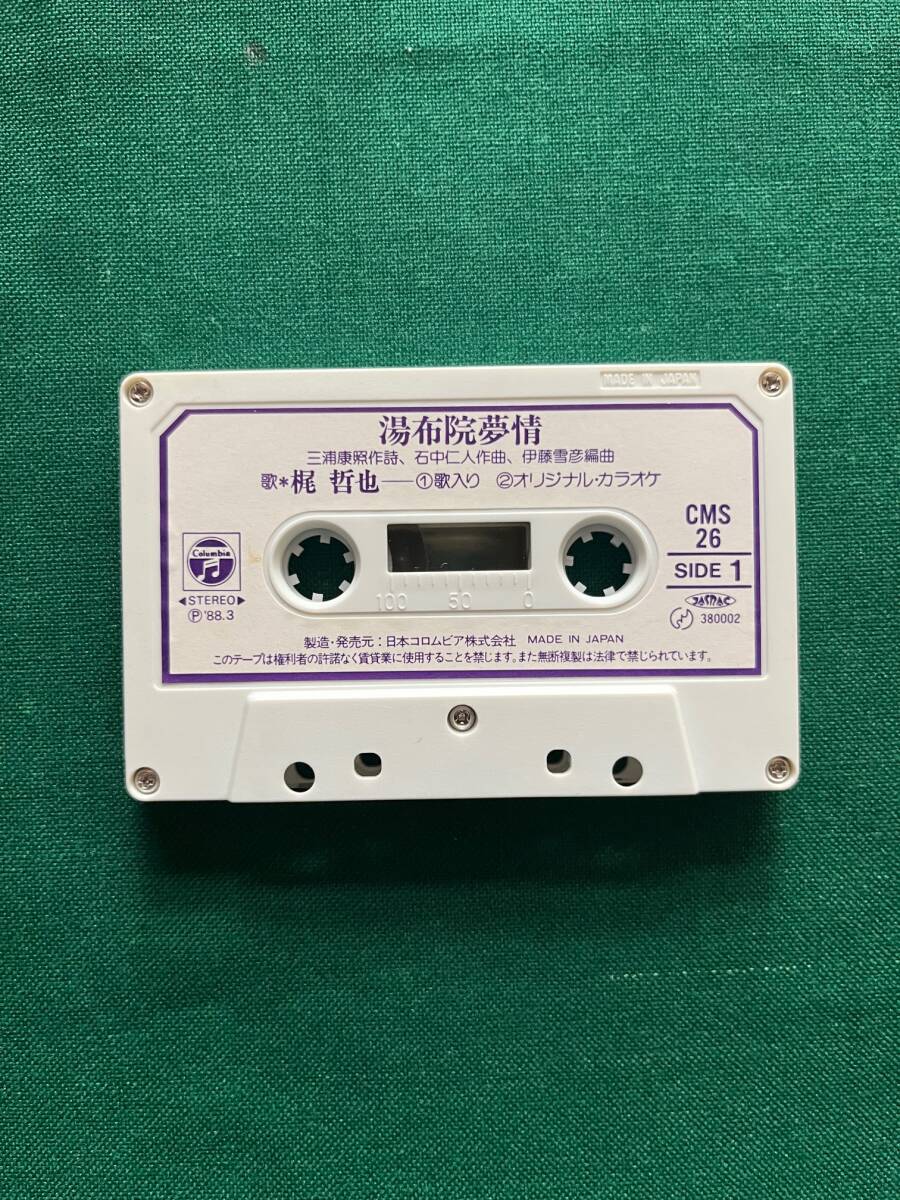 MADE IN JAPAN
湯布院夢情
三浦康照作詩、石中仁人作曲、伊藤雪彦編曲
歌＊梶 哲也——①歌入り ②オリジナル・カラオケ
CMS
26
SIDE 1
Columbia
◀STEREO▶
Ⓟ'88.3
100 50 0
JASRAC
380002
製造・発売元：日本コロムビア株式会社 MADE IN JAPAN
このテープは権利者の許諾なく賃貸業に使用することを禁じます。また無断複製は法律で禁じられています。